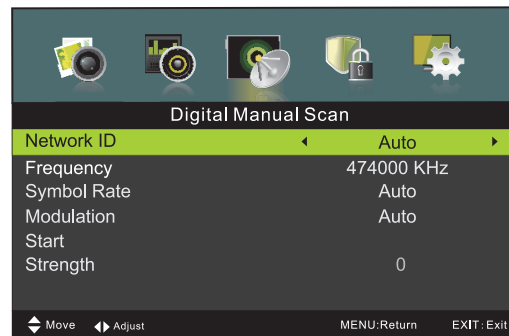 Digital Manual Scan
Network ID Auto
Frequency 474000 KHz
Symbol Rate Auto
Modulation Auto
Start
Strength 0
Move Adjust MENU:Return EXIT:Exit